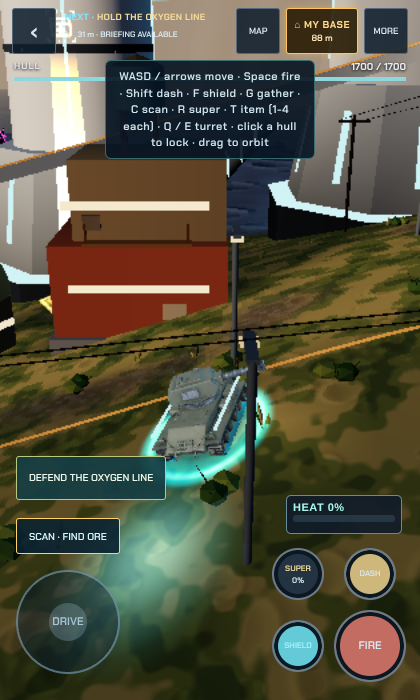 NEXT · HOLD THE OXYGEN LINE
31 m · BRIEFING AVAILABLE
‹
MAP
⌂ MY BASE
88 m
MORE
HULL
1700 / 1700
WASD / arrows move · Space fire
· Shift dash · F shield · G gather ·
C scan · R super · T item (1-4
each) · Q / E turret · click a hull
to lock · drag to orbit
DEFEND THE OXYGEN LINE
SCAN · FIND ORE
HEAT 0%
SUPER
0%
DASH
DRIVE
SHIELD
FIRE